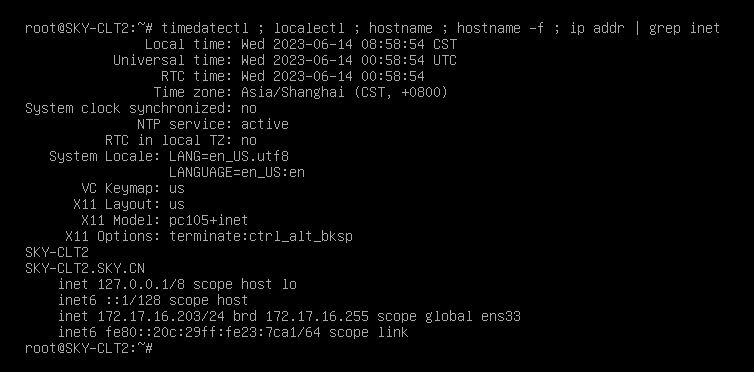 root@SKY-CLT2:~# timedatectl ; localectl ; hostname ; hostname -f ; ip addr | grep inet
Local time: Wed 2023-06-14 08:58:54 CST
Universal time: Wed 2023-06-14 00:58:54 UTC
RTC time: Wed 2023-06-14 00:58:54
Time zone: Asia/Shanghai (CST, +0800)
System clock synchronized: no
NTP service: active
RTC in local TZ: no
System Locale: LANG=en_US.utf8
LANGUAGE=en_US:en
VC Keymap: us
X11 Layout: us
X11 Model: pc105+inet
X11 Options: terminate:ctrl_alt_bksp
SKY-CLT2
SKY-CLT2.SKY.CN
inet 127.0.0.1/8 scope host lo
inet6 ::1/128 scope host
inet 172.17.16.203/24 brd 172.17.16.255 scope global ens33
inet6 fe80::20c:29ff:fe23:7ca1/64 scope link
root@SKY-CLT2:~#